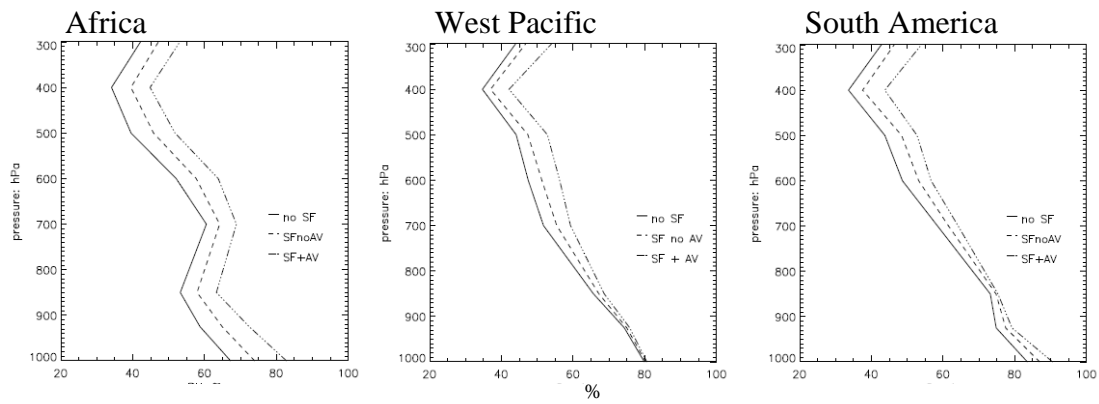 Africa
300
400
500
600
700
800
900
1000
pressure: hPa
no SF
SFnoAV
SF+AV
20 40 60 80 100
West Pacific
300
400
500
600
700
800
900
1000
pressure: hPa
no SF
SF no AV
SF + AV
20 40 60 80 100
%
South America
300
400
500
600
700
800
900
1000
pressure: hPa
no SF
SFnoAV
SF+AV
20 40 60 80 100